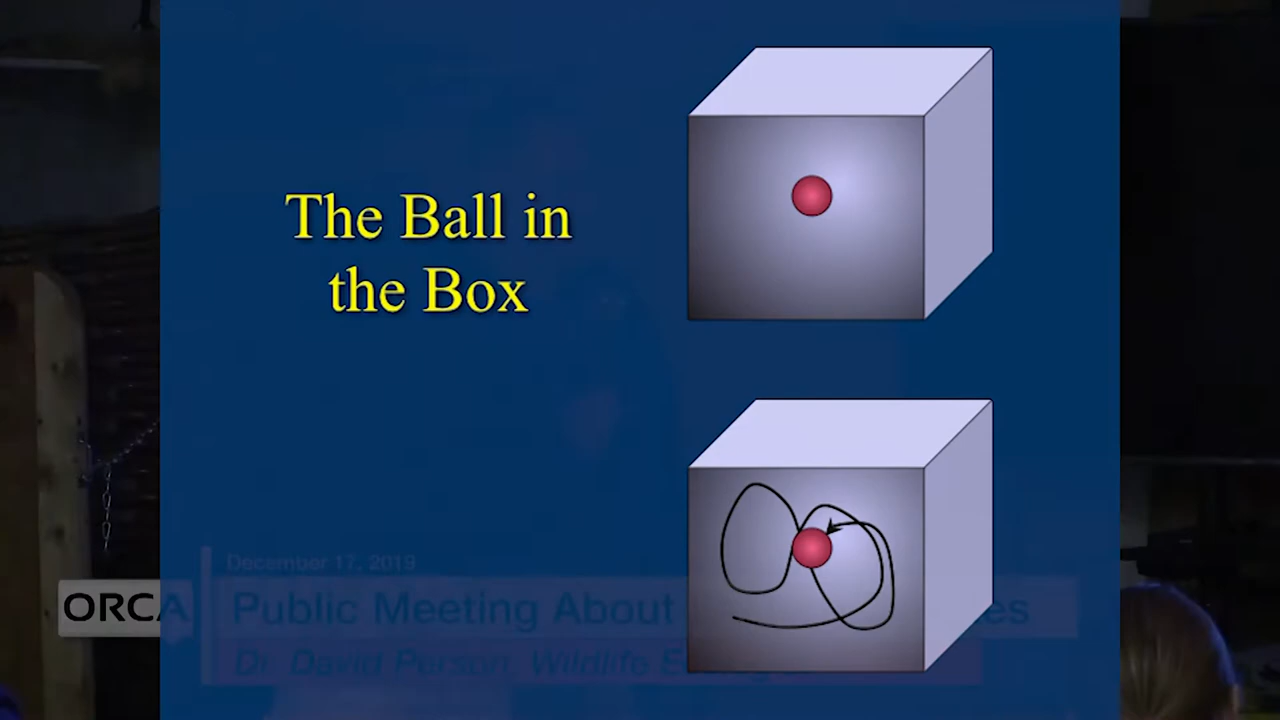 The Ball in
the Box
December 17, 2019
ORCA
Public Meeting About
Dr. David Person, Wildlife